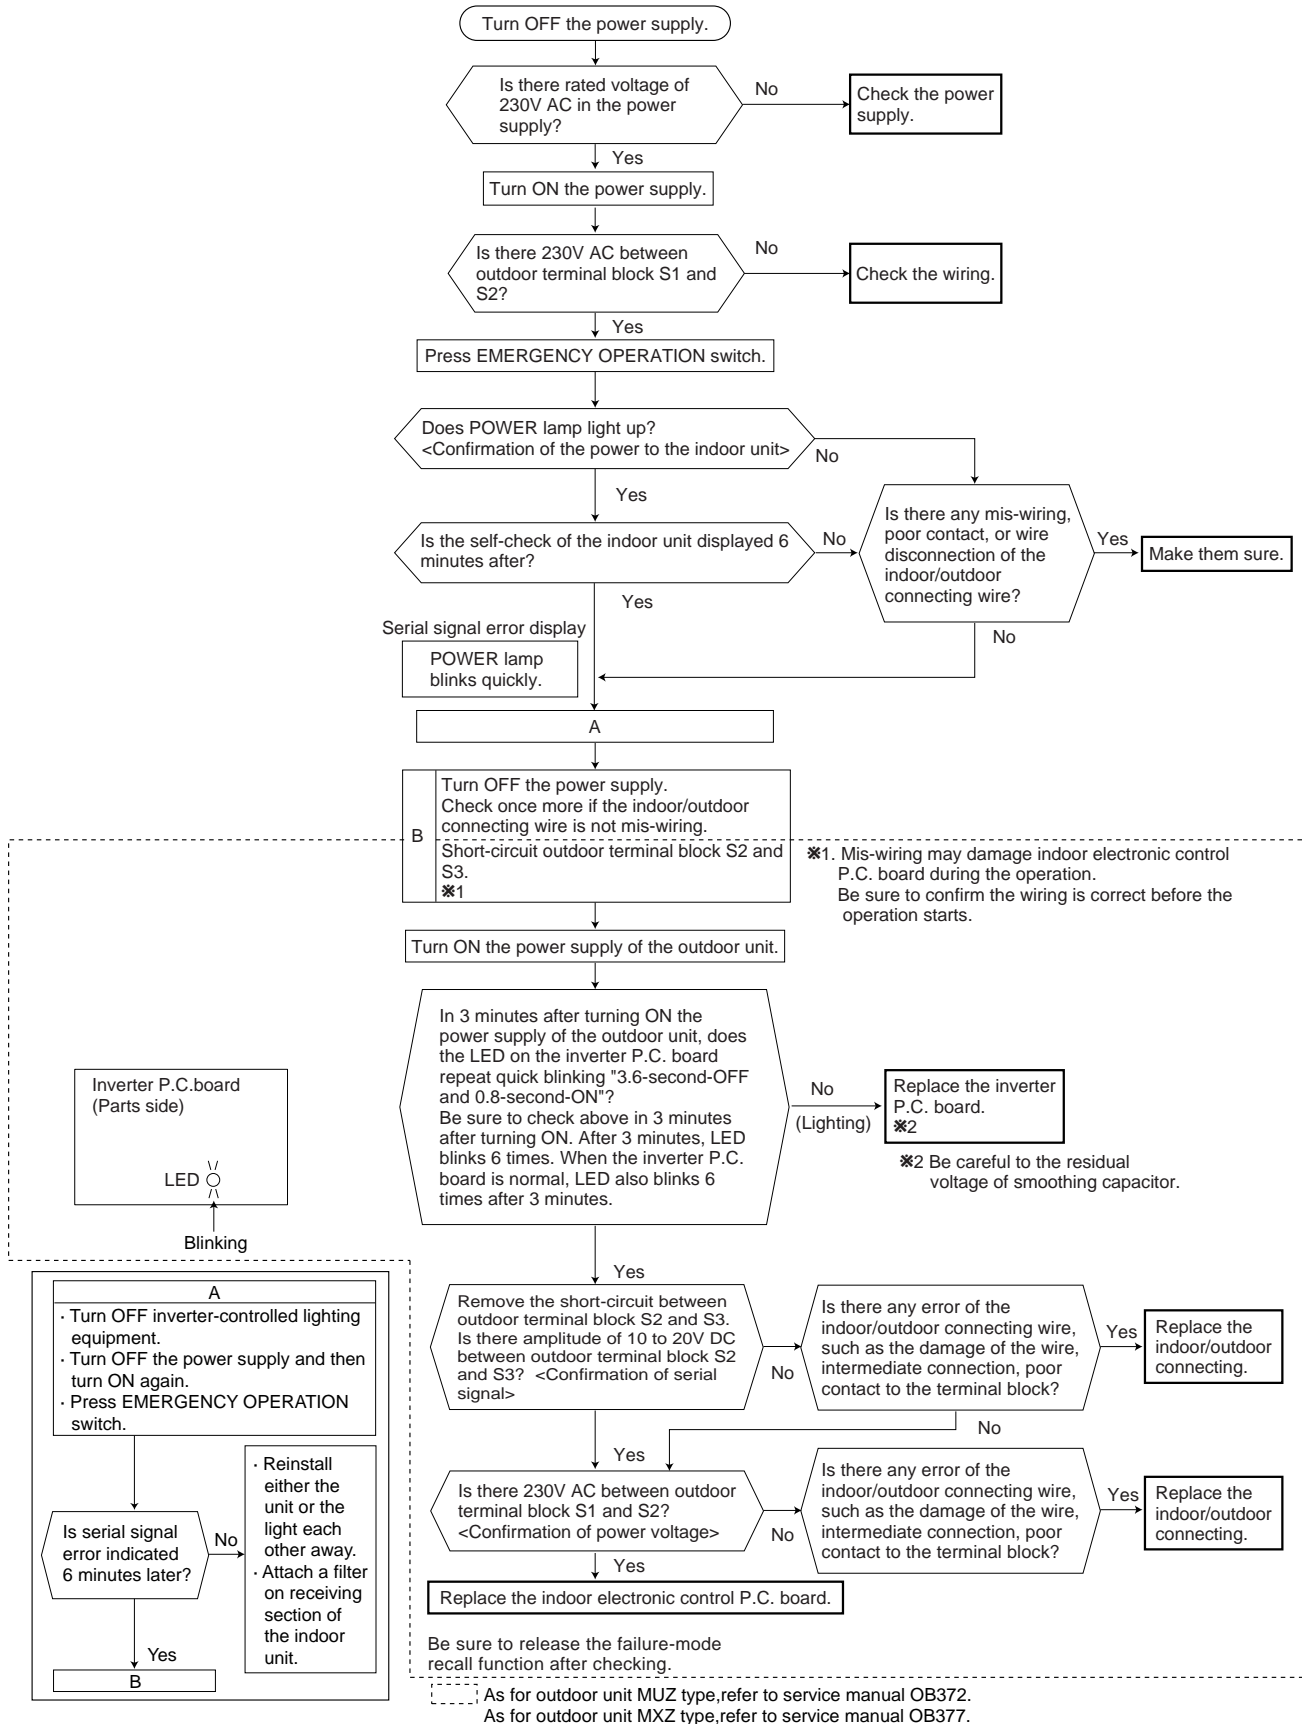 Turn OFF the power supply.
Is there rated voltage of
230V AC in the power
supply?
No
Check the power
supply.
Yes
Turn ON the power supply.
Is there 230V AC between
outdoor terminal block S1 and
S2?
No
Check the wiring.
Yes
Press EMERGENCY OPERATION switch.
Does POWER lamp light up?
<Confirmation of the power to the indoor unit>
No
Yes
Is the self-check of the indoor unit displayed 6
minutes after?
No
Is there any mis-wiring,
poor contact, or wire
disconnection of the
indoor/outdoor
connecting wire?
Yes
Make them sure.
Yes
No
Serial signal error display
POWER lamp
blinks quickly.
A
B
Turn OFF the power supply.
Check once more if the indoor/outdoor
connecting wire is not mis-wiring.
Short-circuit outdoor terminal block S2 and
S3.
※1
※1. Mis-wiring may damage indoor electronic control
P.C. board during the operation.
Be sure to confirm the wiring is correct before the
operation starts.
Turn ON the power supply of the outdoor unit.
In 3 minutes after turning ON the
power supply of the outdoor unit, does
the LED on the inverter P.C. board
repeat quick blinking "3.6-second-OFF
and 0.8-second-ON"?
Be sure to check above in 3 minutes
after turning ON. After 3 minutes, LED
blinks 6 times. When the inverter P.C.
board is normal, LED also blinks 6
times after 3 minutes.
No
(Lighting)
Replace the inverter
P.C. board.
※2
※2 Be careful to the residual
voltage of smoothing capacitor.
Inverter P.C.board
(Parts side)
LED
Blinking
Yes
Remove the short-circuit between
outdoor terminal block S2 and S3.
Is there amplitude of 10 to 20V DC
between outdoor terminal block S2
and S3? <Confirmation of serial
signal>
No
Is there any error of the
indoor/outdoor connecting wire,
such as the damage of the wire,
intermediate connection, poor
contact to the terminal block?
Yes
Replace the
indoor/outdoor
connecting.
No
Yes
Is there 230V AC between outdoor
terminal block S1 and S2?
<Confirmation of power voltage>
No
Is there any error of the
indoor/outdoor connecting wire,
such as the damage of the wire,
intermediate connection, poor
contact to the terminal block?
Yes
Replace the
indoor/outdoor
connecting.
Yes
Replace the indoor electronic control P.C. board.
Be sure to release the failure-mode
recall function after checking.
A
· Turn OFF inverter-controlled lighting
equipment.
· Turn OFF the power supply and then
turn ON again.
· Press EMERGENCY OPERATION
switch.
Is serial signal
error indicated
6 minutes later?
No
· Reinstall
either the
unit or the
light each
other away.
· Attach a filter
on receiving
section of
the indoor
unit.
Yes
B
As for outdoor unit MUZ type,refer to service manual OB372.
As for outdoor unit MXZ type,refer to service manual OB377.